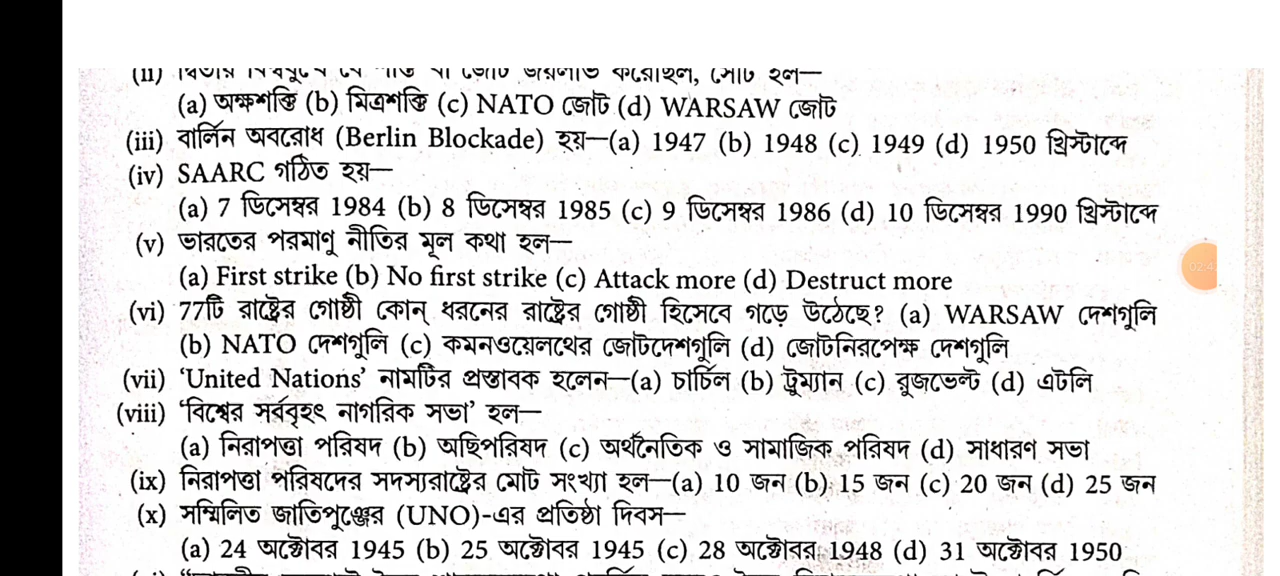 (ii) দ্বিতীয় বিশ্বযুদ্ধে যে শক্তি বা জোট জয়লাভ করেছিল, সেটি হল—
(a) অক্ষশক্তি (b) মিত্রশক্তি (c) NATO জোট (d) WARSAW জোট
(iii) বার্লিন অবরোধ (Berlin Blockade) হয়—(a) 1947 (b) 1948 (c) 1949 (d) 1950 খ্রিস্টাব্দে
(iv) SAARC গঠিত হয়—
(a) 7 ডিসেম্বর 1984 (b) 8 ডিসেম্বর 1985 (c) 9 ডিসেম্বর 1986 (d) 10 ডিসেম্বর 1990 খ্রিস্টাব্দে
(v) ভারতের পরমাণু নীতির মূল কথা হল—
(a) First strike (b) No first strike (c) Attack more (d) Destruct more
(vi) 77টি রাষ্ট্রের গোষ্ঠী কোন্ ধরনের রাষ্ট্রের গোষ্ঠী হিসেবে গড়ে উঠেছে? (a) WARSAW দেশগুলি
(b) NATO দেশগুলি (c) কমনওয়েলথের জোটদেশগুলি (d) জোটনিরপেক্ষ দেশগুলি
(vii) ‘United Nations’ নামটির প্রস্তাবক হলেন—(a) চার্চিল (b) ট্রুম্যান (c) রুজভেল্ট (d) এটলি
(viii) ‘বিশ্বের সর্ববৃহৎ নাগরিক সভা’ হল—
(a) নিরাপত্তা পরিষদ (b) অছিপরিষদ (c) অর্থনৈতিক ও সামাজিক পরিষদ (d) সাধারণ সভা
(ix) নিরাপত্তা পরিষদের সদস্যরাষ্ট্রের মোট সংখ্যা হল—(a) 10 জন (b) 15 জন (c) 20 জন (d) 25 জন
(x) সম্মিলিত জাতিপুঞ্জের (UNO)-এর প্রতিষ্ঠা দিবস—
(a) 24 অক্টোবর 1945 (b) 25 অক্টোবর 1945 (c) 28 অক্টোবর 1948 (d) 31 অক্টোবর 1950